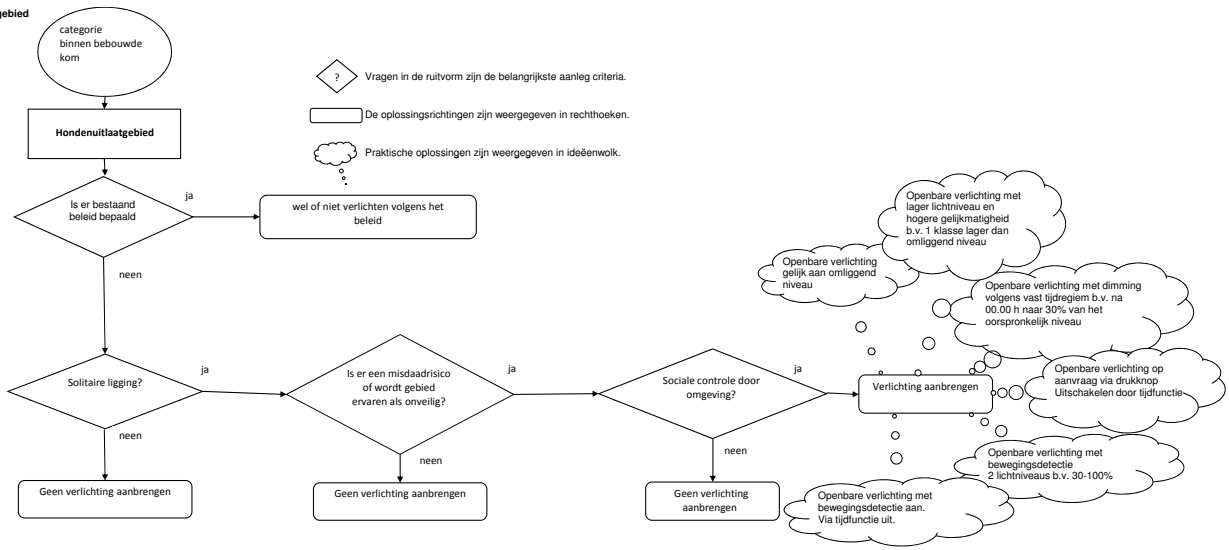 gebied
categorie
binnen bebouwde
kom
?
Vragen in de ruitvorm zijn de belangrijkste aanleg criteria.
De oplossingsrichtingen zijn weergegeven in rechthoeken.
Praktische oplossingen zijn weergegeven in ideëenwolk.
Hondenuitlaatgebied
Is er bestaand
beleid bepaald
ja
wel of niet verlichten volgens het
beleid
neen
Solitaire ligging?
ja
neen
Geen verlichting aanbrengen
Is er een misdaadrisico
of wordt gebied
ervaren als onveilig?
ja
neen
Geen verlichting aanbrengen
Sociale controle door
omgeving?
ja
neen
Geen verlichting
aanbrengen
Verlichting aanbrengen
Openbare verlichting
gelijk aan omliggend
niveau
Openbare verlichting met
lager lichtniveau en
hogere gelijkmatigheid
b.v. 1 klasse lager dan
omliggend niveau
Openbare verlichting met dimming
volgens vast tijdregiem b.v. na
00.00 h naar 30% van het
oorspronkelijk niveau
Openbare verlichting op
aanvraag via drukknop
Uitschakelen door tijdfunctie
Openbare verlichting met
bewegingsdetectie
2 lichtniveaus b.v. 30-100%
Openbare verlichting met
bewegingsdetectie aan.
Via tijdfunctie uit.